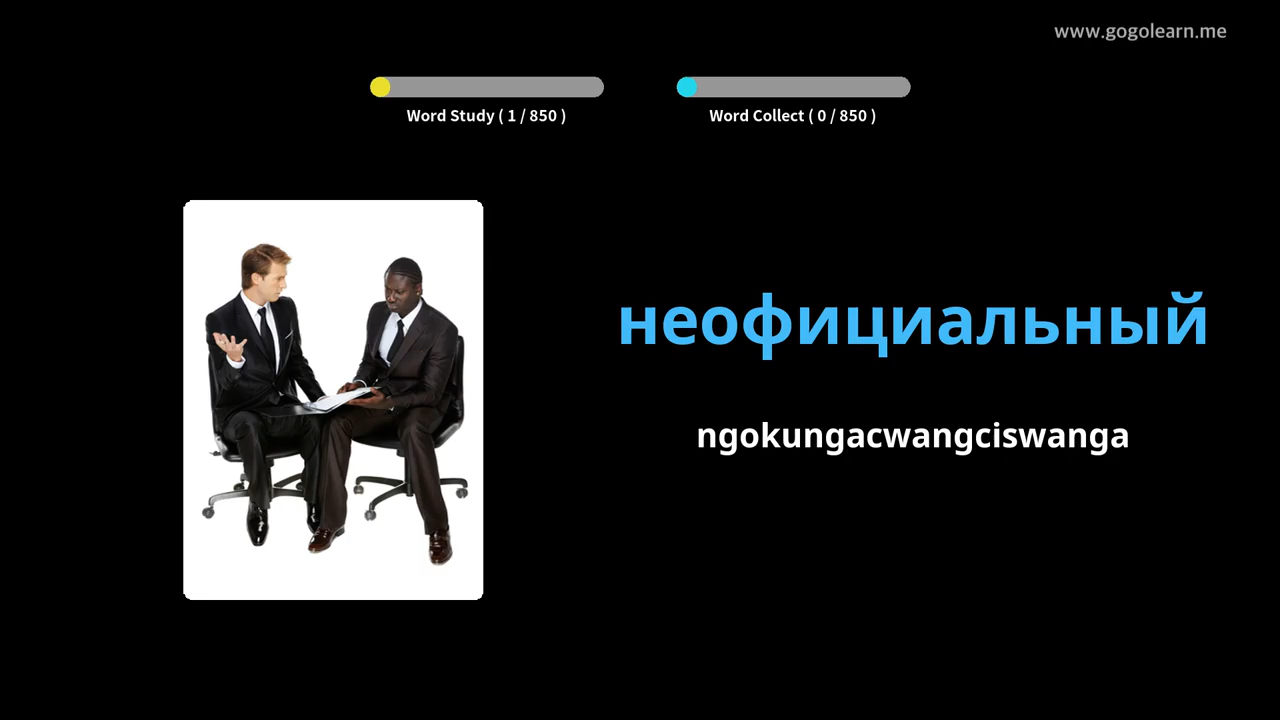 www.gogolearn.me
Word Study ( 1 / 850 )
Word Collect ( 0 / 850 )
неофициальный
ngokungacwangciswanga